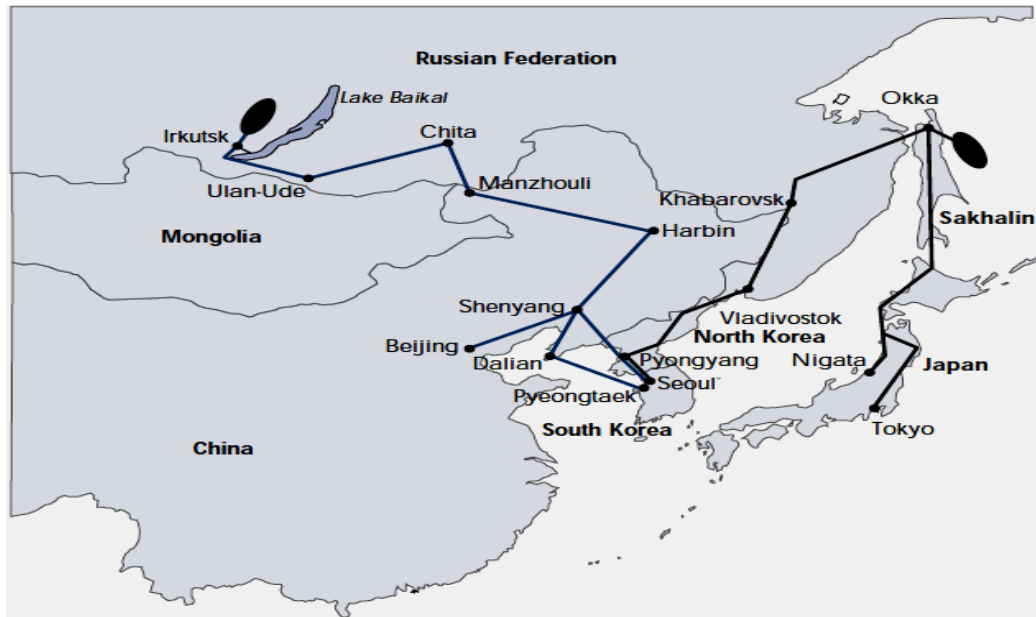 Russian Federation
Okka
Lake Baikal
Irkutsk
Chita
Ulan-Ude
Manzhouli
Khabarovsk
Sakhalin
Harbin
Mongolia
Shenyang
Vladivostok
North Korea
Beijing
Dalian
Pyongyang
Nigata
Japan
Pyeongtaek
Seoul
South Korea
Tokyo
China